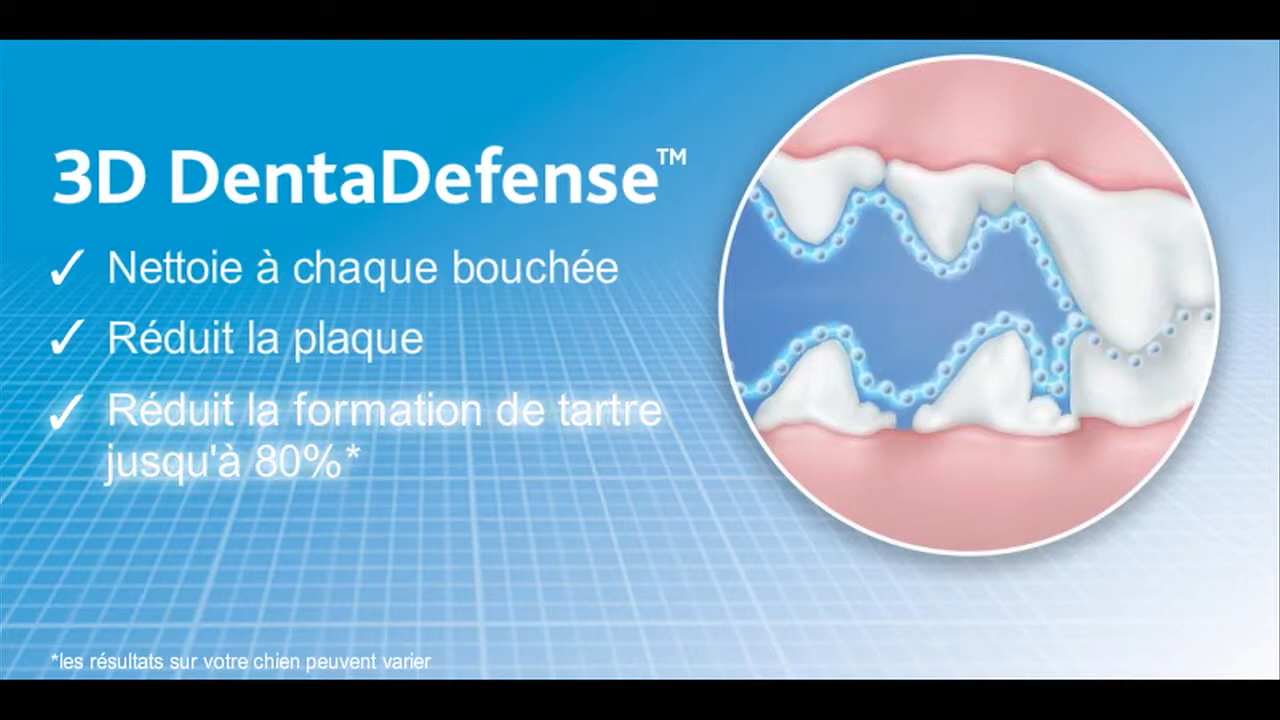 3D DentaDefense™
✓ Nettoie à chaque bouchée
✓ Réduit la plaque
✓ Réduit la formation de tartre
jusqu'à 80%*
*les résultats sur votre chien peuvent varier